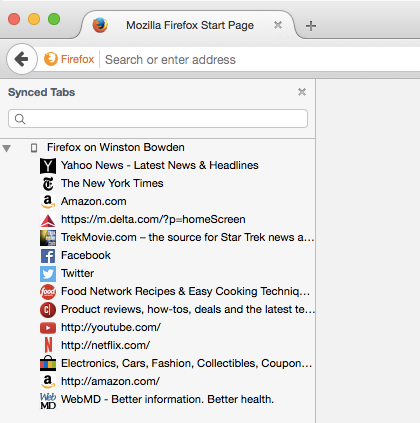 Mozilla Firefox Start Page
Firefox
Search or enter address
Synced Tabs
Firefox on Winston Bowden
Yahoo News - Latest News & Headlines
The New York Times
Amazon.com
https://m.delta.com/?p=homeScreen
TrekMovie.com – the source for Star Trek news a...
Facebook
Twitter
food
Food Network Recipes & Easy Cooking Techniq...
Product reviews, how-tos, deals and the latest te...
http://youtube.com/
http://netflix.com/
Electronics, Cars, Fashion, Collectibles, Coupon...
http://amazon.com/
Web
MD
WebMD - Better information. Better health.